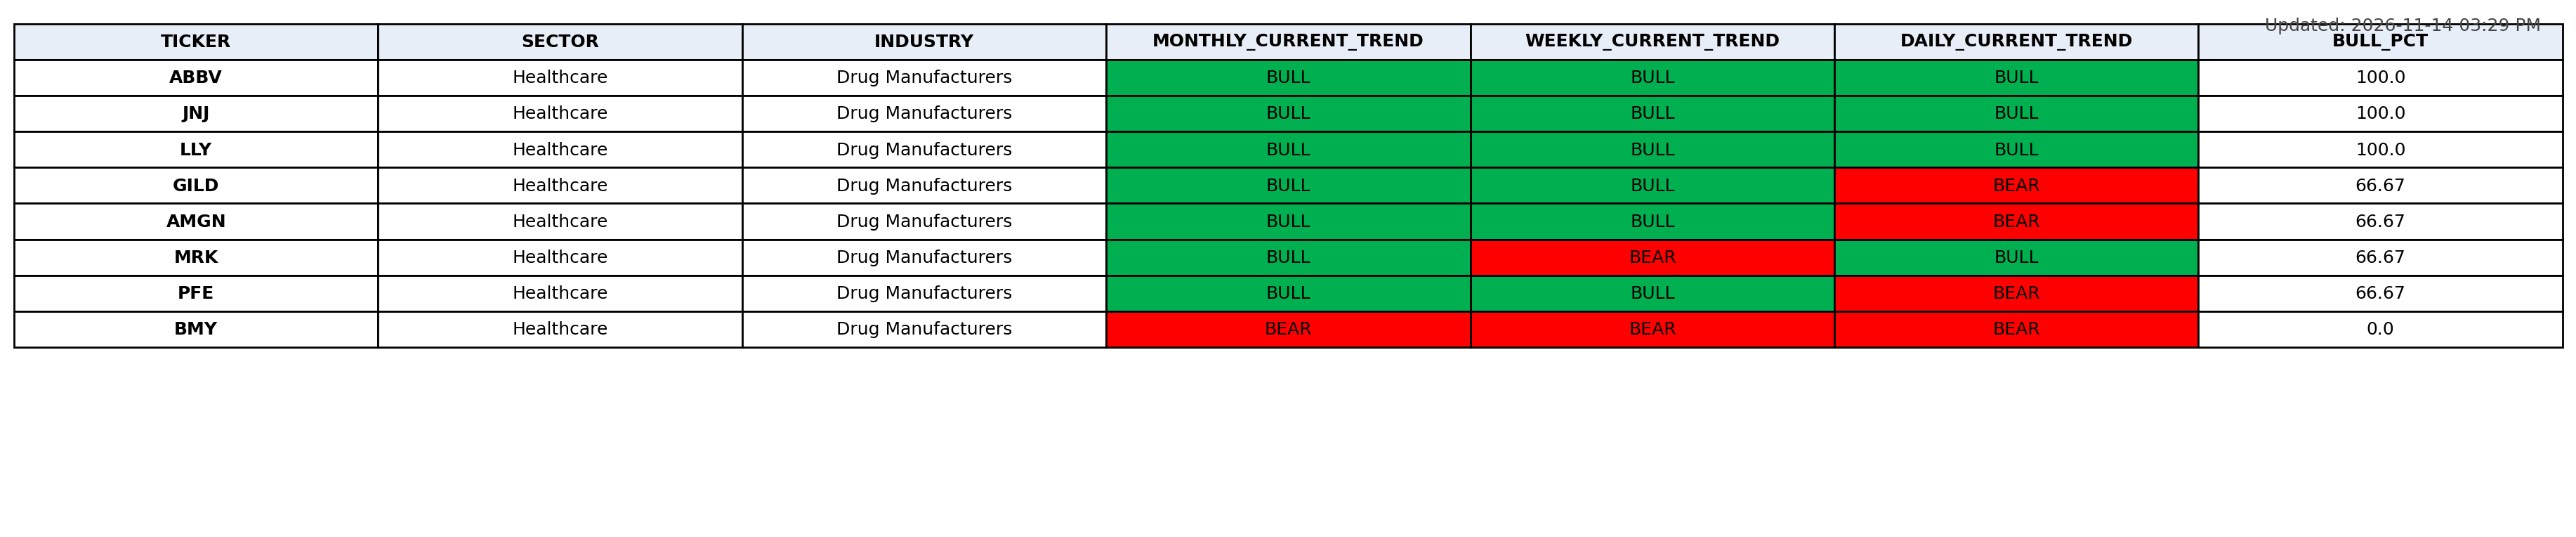 Updated: 2026-11-14 03:29 PM
TICKER SECTOR INDUSTRY MONTHLY_CURRENT_TREND WEEKLY_CURRENT_TREND DAILY_CURRENT_TREND BULL_PCT
ABBV Healthcare Drug Manufacturers BULL BULL BULL 100.0
JNJ Healthcare Drug Manufacturers BULL BULL BULL 100.0
LLY Healthcare Drug Manufacturers BULL BULL BULL 100.0
GILD Healthcare Drug Manufacturers BULL BULL BEAR 66.67
AMGN Healthcare Drug Manufacturers BULL BULL BEAR 66.67
MRK Healthcare Drug Manufacturers BULL BEAR BULL 66.67
PFE Healthcare Drug Manufacturers BULL BULL BEAR 66.67
BMY Healthcare Drug Manufacturers BEAR BEAR BEAR 0.0